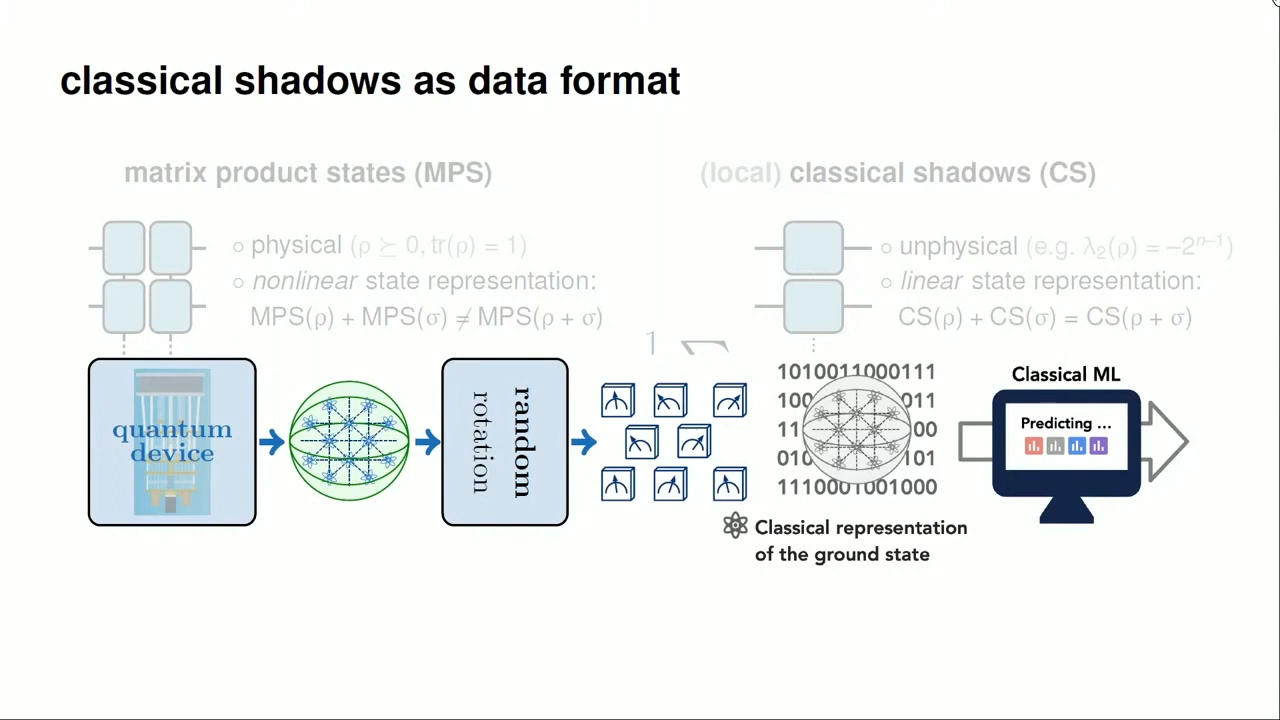 classical shadows as data format
matrix product states (MPS)
○ physical (ρ ⪰ 0, tr(ρ) = 1)
○ nonlinear state representation:
MPS(ρ) + MPS(σ) ≠ MPS(ρ + σ)
(local) classical shadows (CS)
○ unphysical (e.g. λ₂(ρ) = −2ⁿ⁻¹)
○ linear state representation:
CS(ρ) + CS(σ) = CS(ρ + σ)
1
quantum
device
random
rotation
1010011000111
100 011
11 00
010 101
1110001001000
Classical representation
of the ground state
Classical ML
Predicting ...